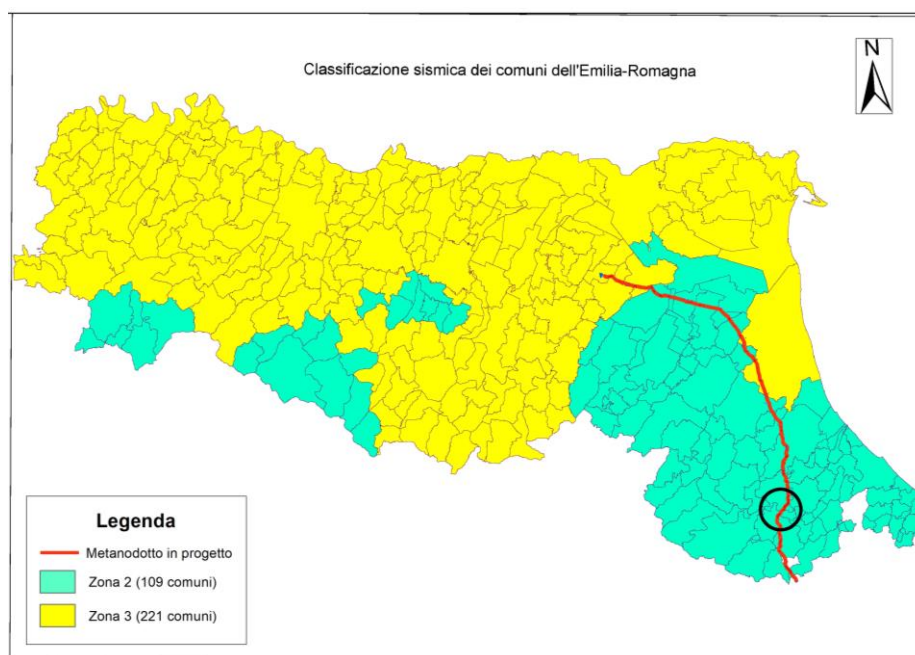 Classificazione sismica dei comuni dell'Emilia-Romagna
N
Legenda
Metanodotto in progetto
Zona 2 (109 comuni)
Zona 3 (221 comuni)